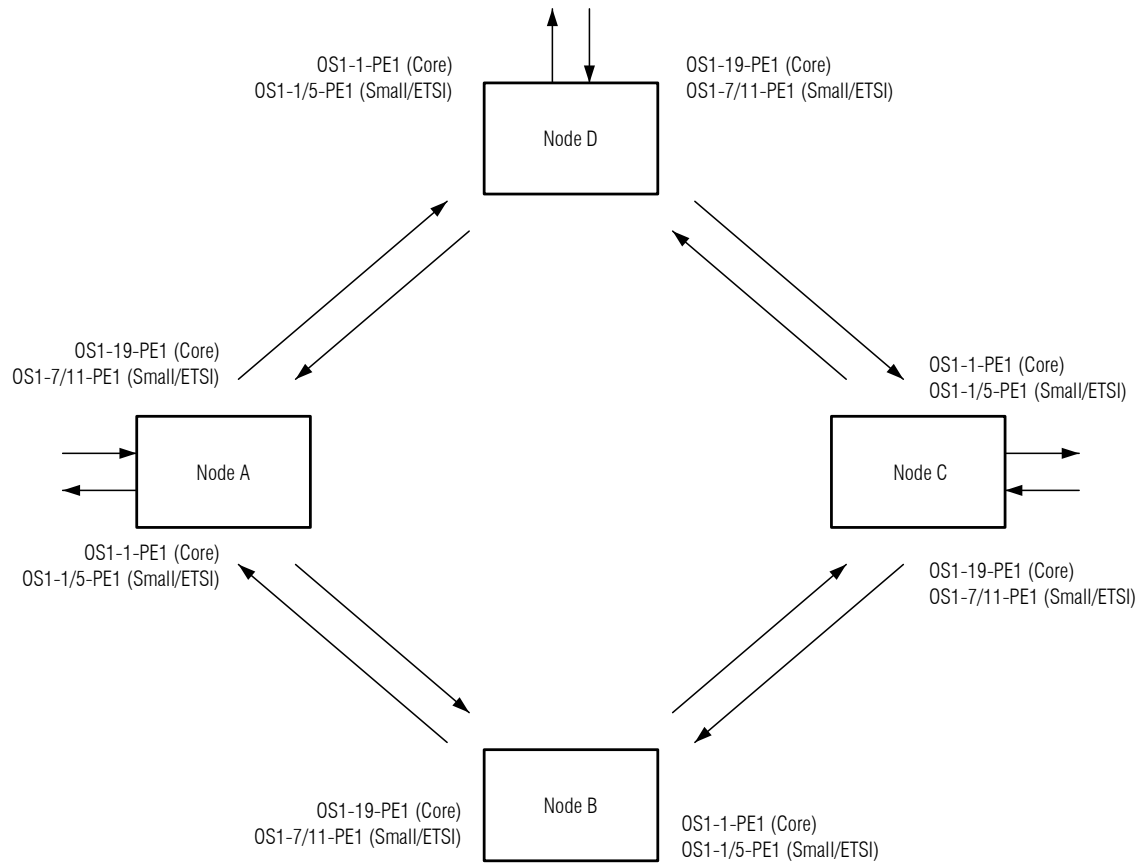 OS1-1-PE1 (Core)
OS1-1/5-PE1 (Small/ETSI)
OS1-19-PE1 (Core)
OS1-7/11-PE1 (Small/ETSI)
Node D
OS1-19-PE1 (Core)
OS1-7/11-PE1 (Small/ETSI)
OS1-1-PE1 (Core)
OS1-1/5-PE1 (Small/ETSI)
Node A
Node C
OS1-1-PE1 (Core)
OS1-1/5-PE1 (Small/ETSI)
OS1-19-PE1 (Core)
OS1-7/11-PE1 (Small/ETSI)
Node B
OS1-19-PE1 (Core)
OS1-7/11-PE1 (Small/ETSI)
OS1-1-PE1 (Core)
OS1-1/5-PE1 (Small/ETSI)